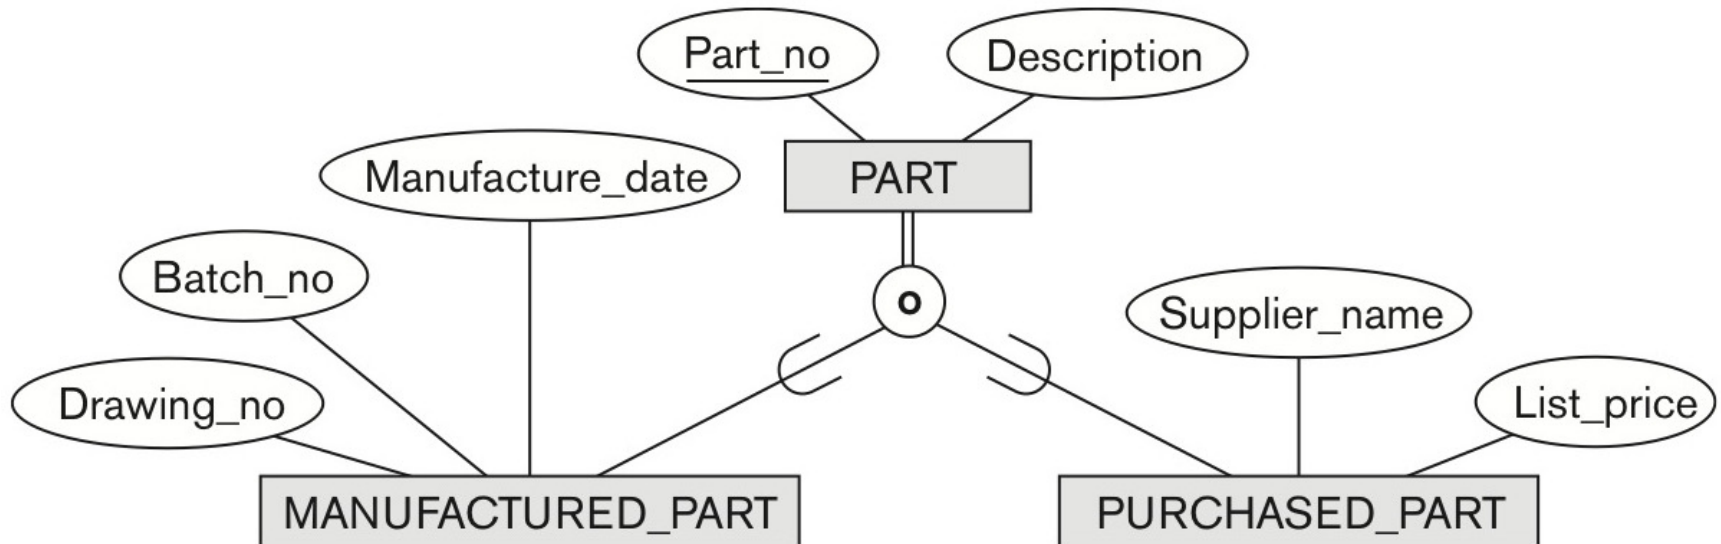 Part_no
Description
Manufacture_date
PART
Batch_no
o
Supplier_name
Drawing_no
List_price
MANUFACTURED_PART
PURCHASED_PART